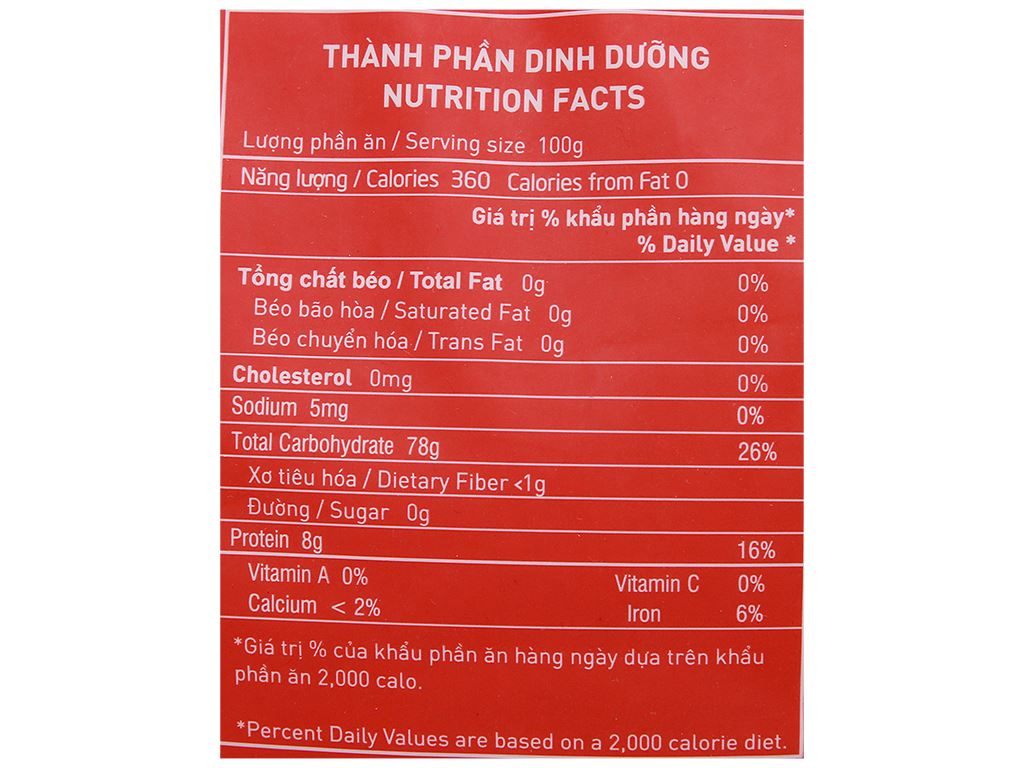 THÀNH PHẦN DINH DƯỠNG
NUTRITION FACTS
Lượng phần ăn / Serving size 100g
Năng lượng / Calories 360 Calories from Fat 0
Giá trị % khẩu phần hàng ngày*
% Daily Value *
Tổng chất béo / Total Fat 0g 0%
Béo bão hòa / Saturated Fat 0g 0%
Béo chuyển hóa / Trans Fat 0g 0%
Cholesterol 0mg 0%
Sodium 5mg 0%
Total Carbohydrate 78g 26%
Xơ tiêu hóa / Dietary Fiber <1g
Đường / Sugar 0g
Protein 8g 16%
Vitamin A 0% Vitamin C 0%
Calcium < 2% Iron 6%
*Giá trị % của khẩu phần ăn hàng ngày dựa trên khẩu
phần ăn 2,000 calo.
*Percent Daily Values are based on a 2,000 calorie diet.